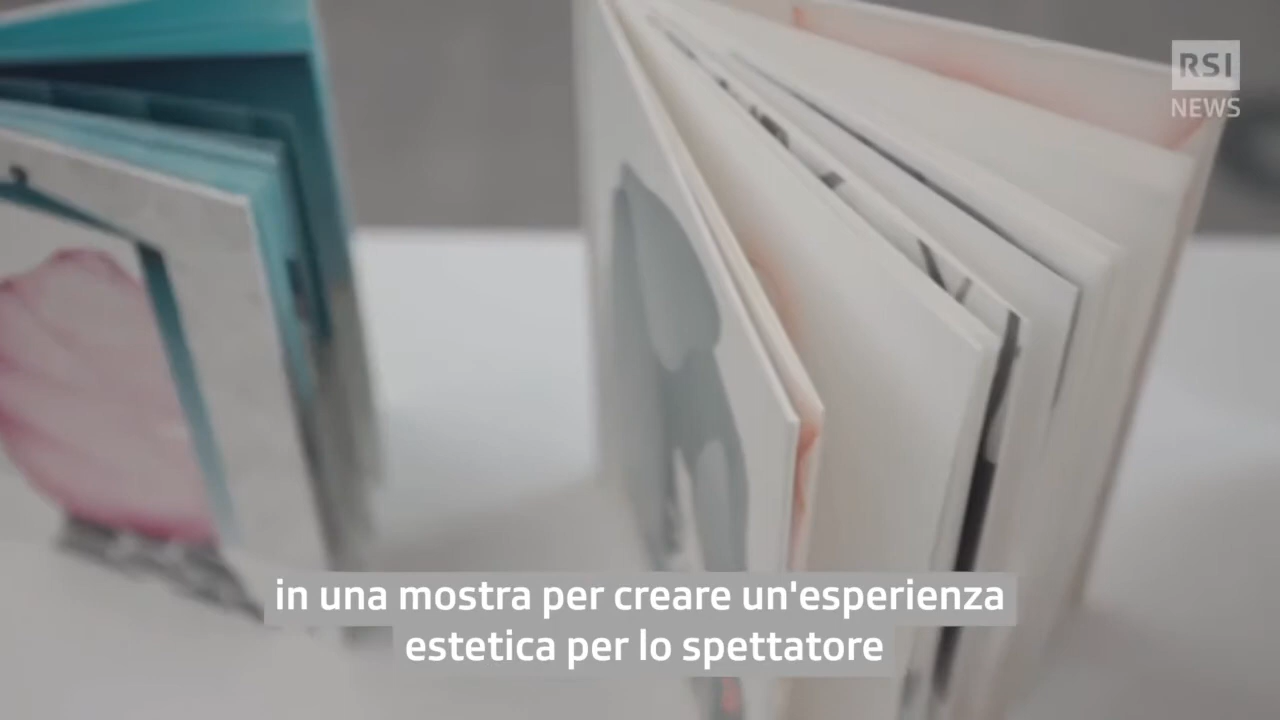 RSI
NEWS
in una mostra per creare un'esperienza
estetica per lo spettatore